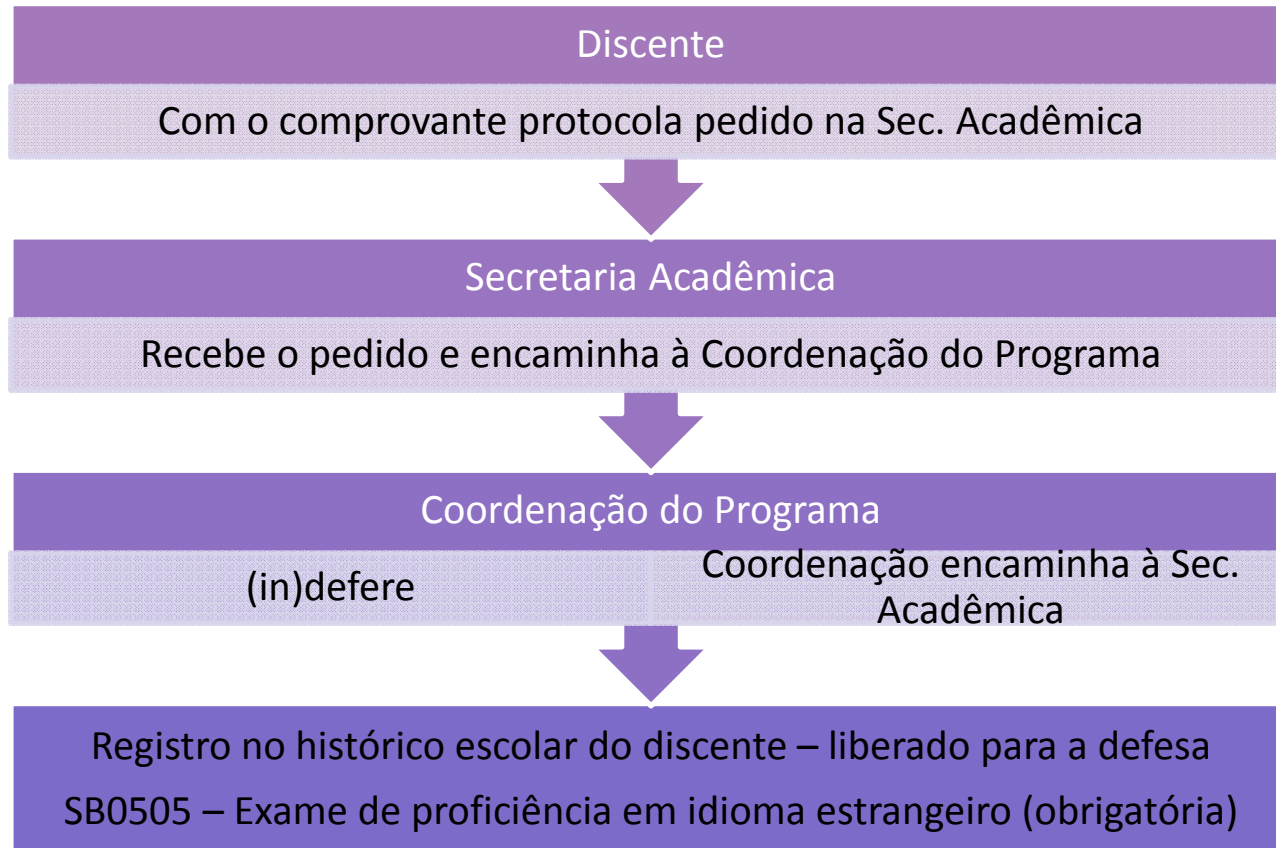 Discente
Com o comprovante protocola pedido na Sec. Acadêmica
Secretaria Acadêmica
Recebe o pedido e encaminha à Coordenação do Programa
Coordenação do Programa
(in)defere
Coordenação encaminha à Sec.
Acadêmica
Registro no histórico escolar do discente – liberado para a defesa
SB0505 – Exame de proficiência em idioma estrangeiro (obrigatória)